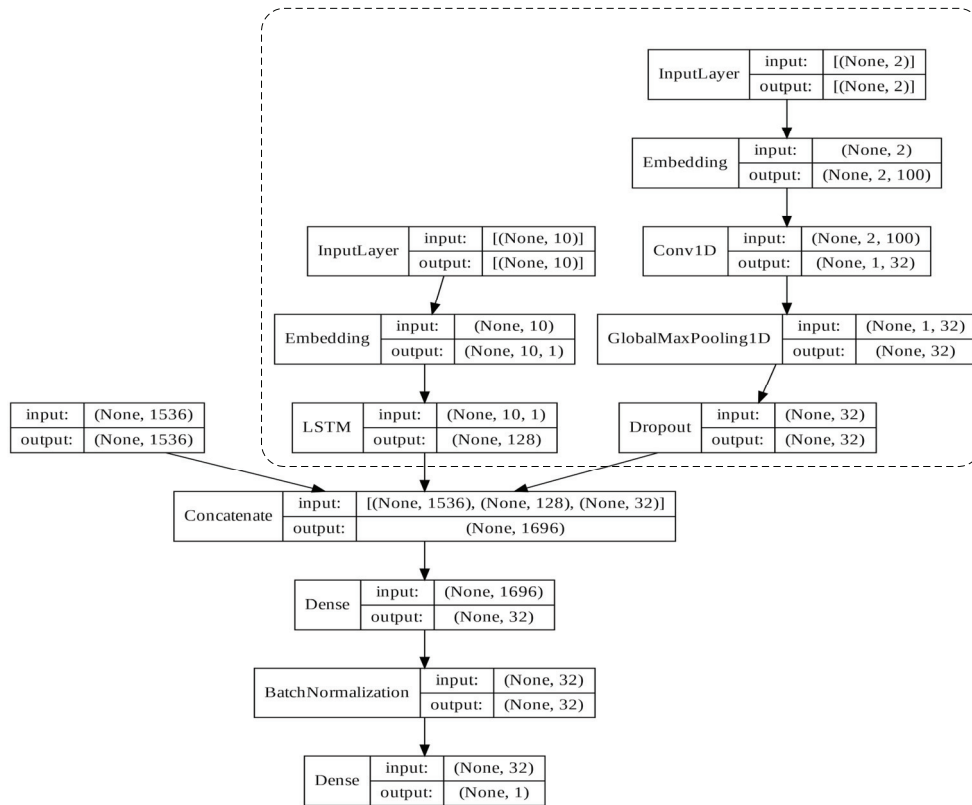 InputLayer input: [(None, 2)]
output: [(None, 2)]
Embedding input: (None, 2)
output: (None, 2, 100)
InputLayer input: [(None, 10)]
output: [(None, 10)]
Conv1D input: (None, 2, 100)
output: (None, 1, 32)
Embedding input: (None, 10)
output: (None, 10, 1)
GlobalMaxPooling1D input: (None, 1, 32)
output: (None, 32)
input: (None, 1536)
output: (None, 1536)
LSTM input: (None, 10, 1)
output: (None, 128)
Dropout input: (None, 32)
output: (None, 32)
Concatenate input: [(None, 1536), (None, 128), (None, 32)]
output: (None, 1696)
Dense input: (None, 1696)
output: (None, 32)
BatchNormalization input: (None, 32)
output: (None, 32)
Dense input: (None, 32)
output: (None, 1)